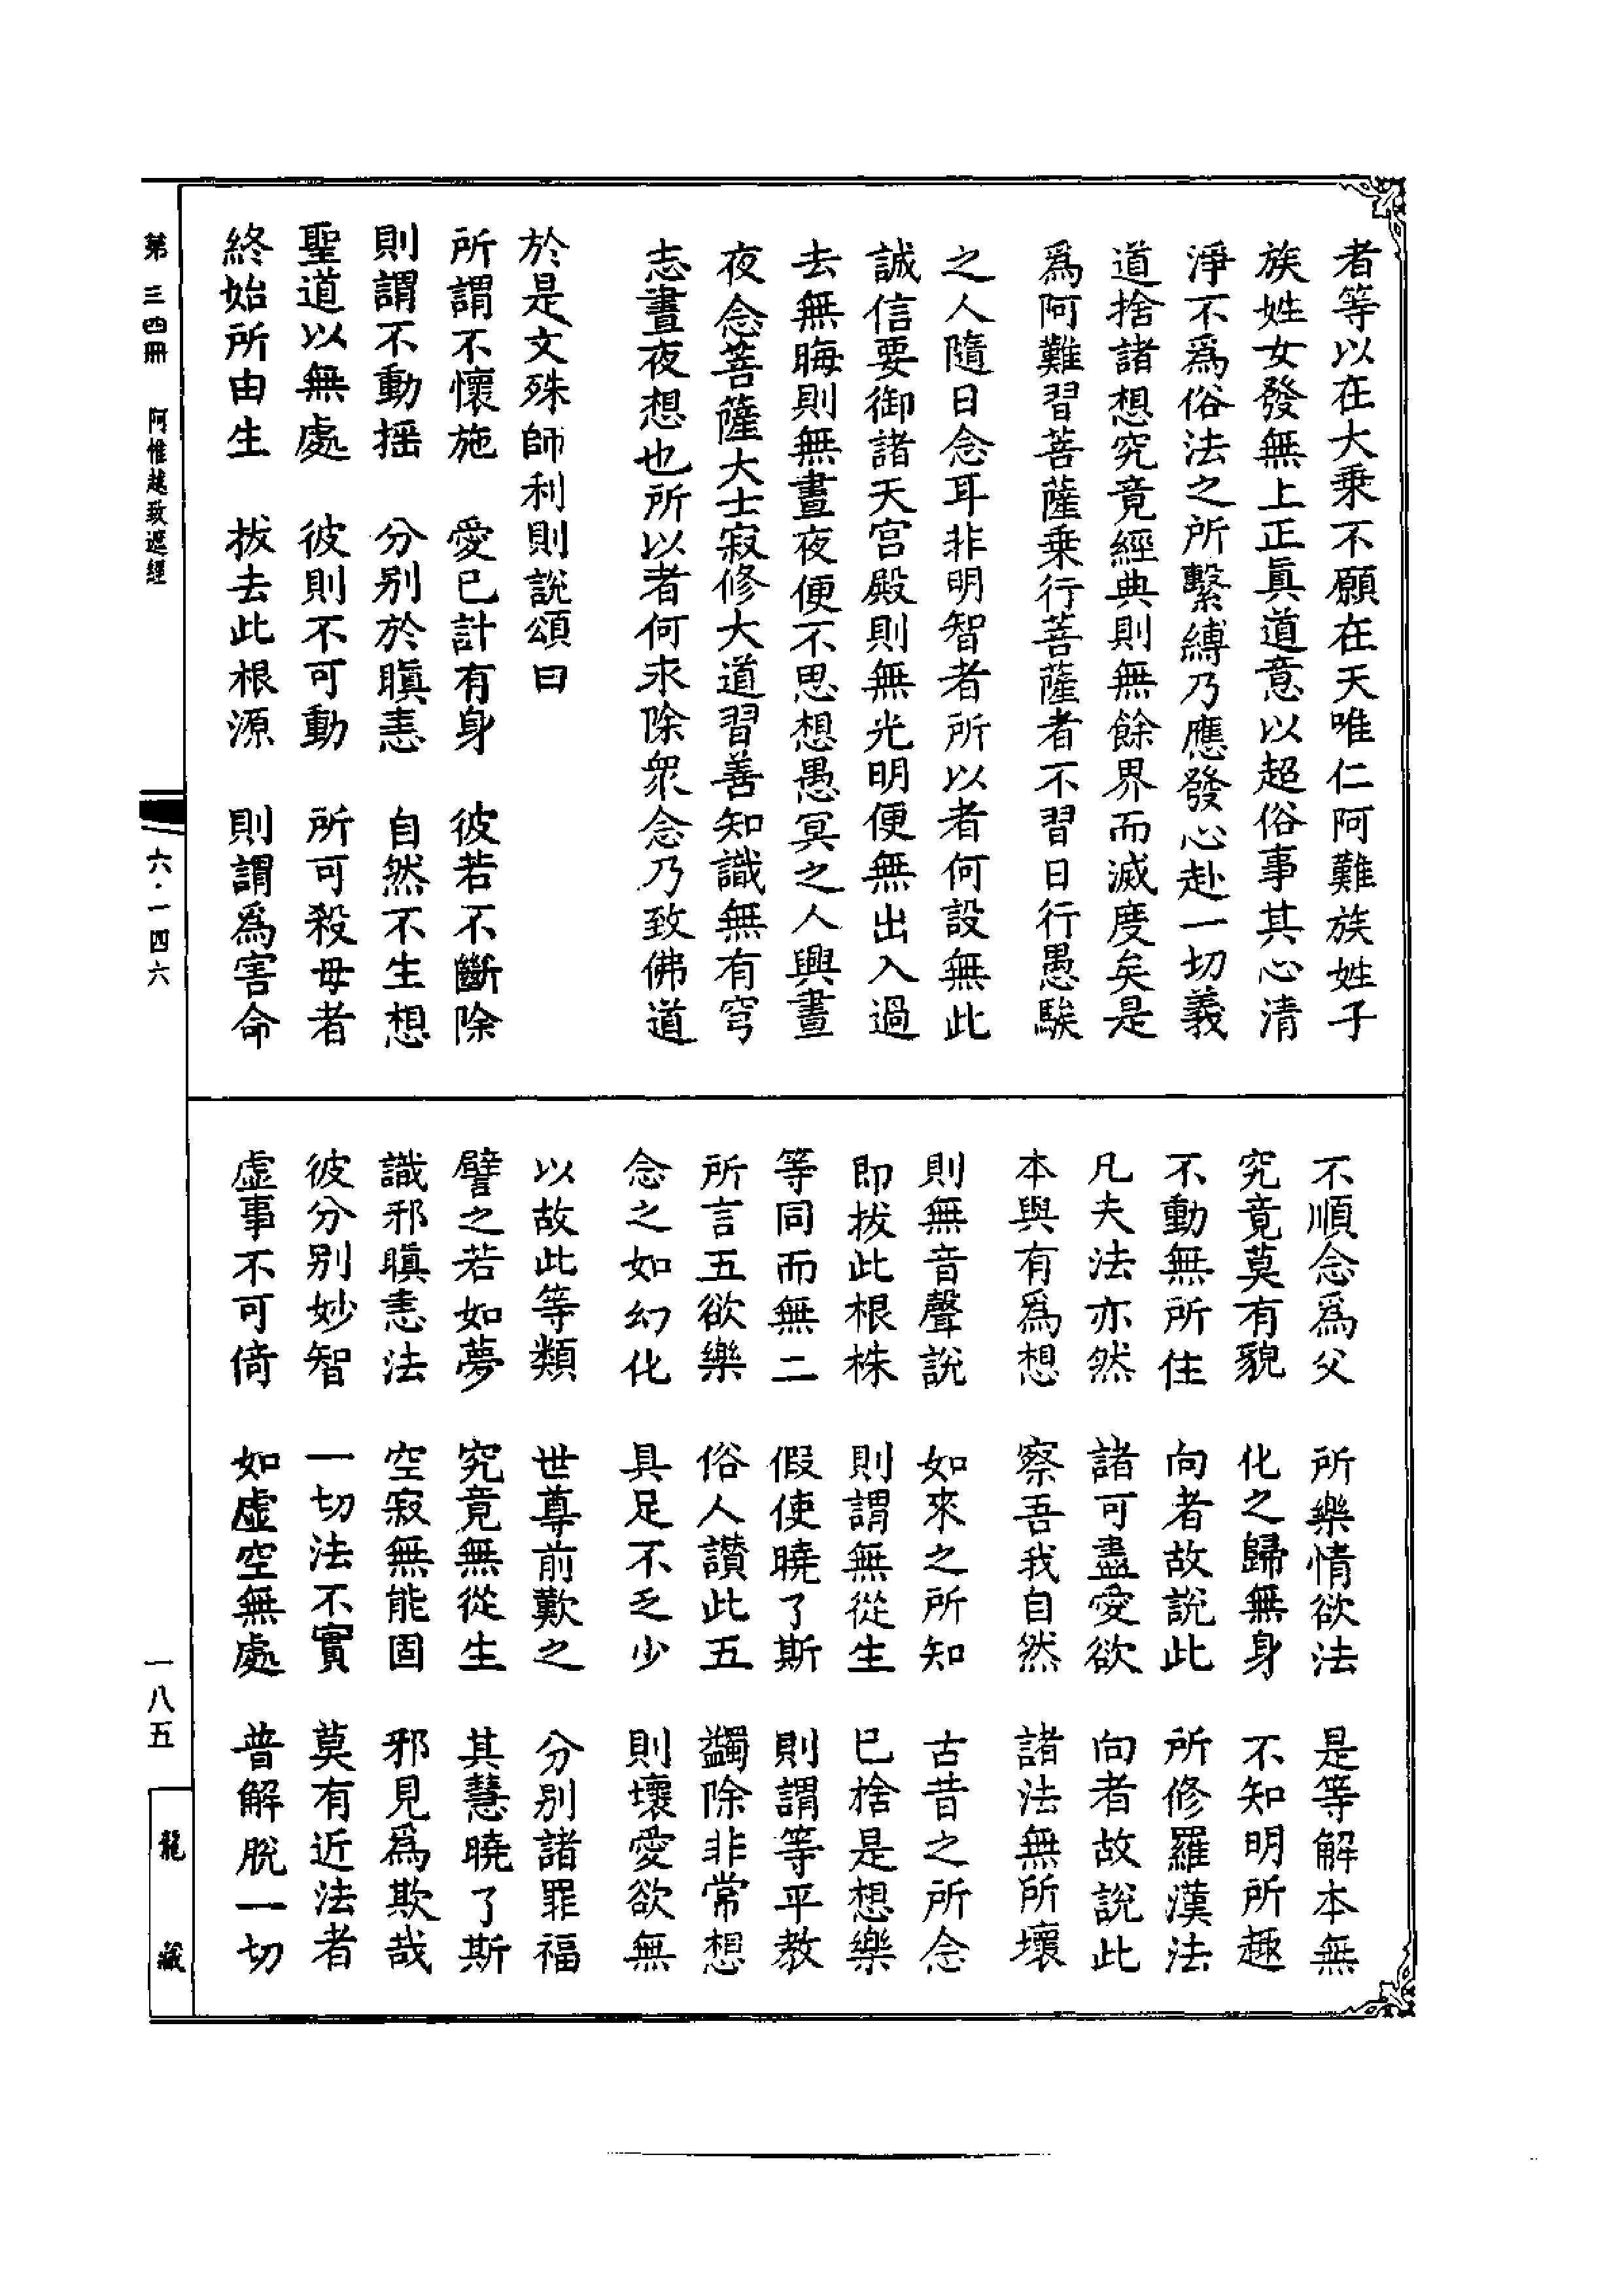 者等以在大乗不願在天唯仁阿難族姓子
族姓女發無上正眞道意以超俗事其心清
淨不爲俗法之所繫縛乃應發心赴一切義
道捨諸想究竟經典則無餘界而滅度矣是
爲阿難習菩薩乗行菩薩者不習日行愚騃
之人隨日念耳非明智者所以者何設無此
誠信要御諸天宫殿則無光明便無出入過
去無晦則無晝夜便不思想愚冥之人興晝
夜念菩薩大士寂修大道習善知識無有穹
志晝夜想也所以者何求除衆念乃致佛道
於是文殊師利則說頌曰
所謂不懷施　愛已計有身　彼若不斷除
則謂不動揺　分别於瞋恚　自然不生想
聖道以無處　彼則不可動　所可殺母者
終始所由生　拔去此根源　則謂爲害命
不順念爲父　所樂情欲法　是等解本無
究竟莫有貌　化之歸無身　不知明所趣
不動無所住　向者故説此　所修羅漢法
凡夫法亦然　諸可盡愛欲　向者故説此
本與有爲想　察吾我自然　諸法無所壞
則無音聲說　如來之所知　古昔之所念
即拔此根株　則謂無從生　已捨是想樂
等同而無二　假使曉了斯　則謂等平教
所言五欲樂　俗人讃此五　蠲除非常想
念之如幻化　具足不乏少　則壞愛欲無
以故此等類　世尊前歎之　分别諸罪福
譬之若如夢　究竟無從生　其慧曉了斯
識邪瞋恚法　空寂無能固　邪見爲欺哉
彼分别妙智　一切法不實　莫有近法者
虚事不可倚　如虚空無處　普解脫一切
第三四冊　阿惟越致遮經
六·一四六
一八五
龍藏